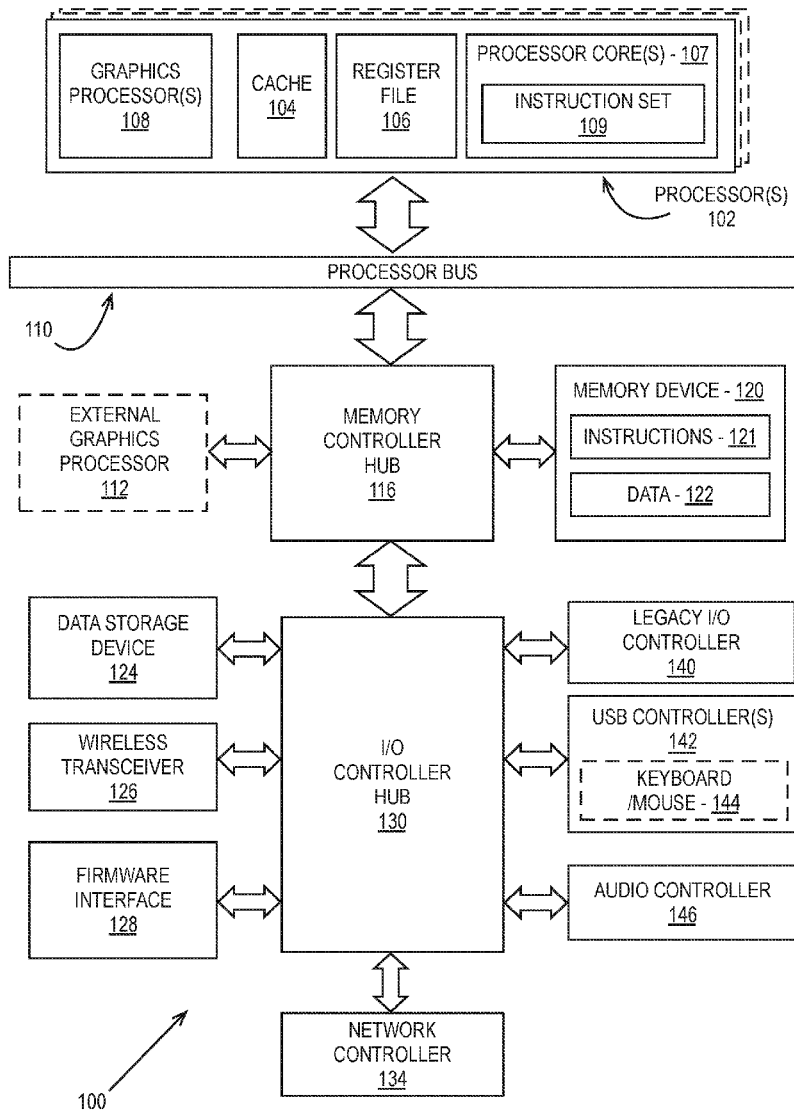 GRAPHICS
PROCESSOR(S)
108
CACHE
104
REGISTER
FILE
106
PROCESSOR CORE(S) - 107
INSTRUCTION SET
109
PROCESSOR(S)
102
PROCESSOR BUS
110
EXTERNAL
GRAPHICS
PROCESSOR
112
MEMORY
CONTROLLER
HUB
116
MEMORY DEVICE - 120
INSTRUCTIONS - 121
DATA - 122
DATA STORAGE
DEVICE
124
WIRELESS
TRANSCEIVER
126
FIRMWARE
INTERFACE
128
I/O
CONTROLLER
HUB
130
LEGACY I/O
CONTROLLER
140
USB CONTROLLER(S)
142
KEYBOARD
/MOUSE - 144
AUDIO CONTROLLER
146
NETWORK
CONTROLLER
134
100